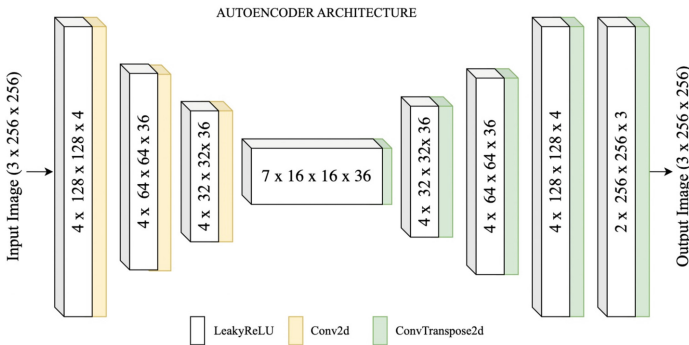 AUTOENCODER ARCHITECTURE
Input Image (3 x 256 x 256)
4 x 128 x 128 x 4
4 x 64 x 64 x 36
4 x 32 x 32x 36
7 x 16 x 16 x 36
4 x 32 x 32x 36
4 x 64 x 64 x 36
4 x 128 x 128 x 4
2 x 256 x 256 x 3
Output Image (3 x 256 x 256)
LeakyReLU
Conv2d
ConvTranspose2d